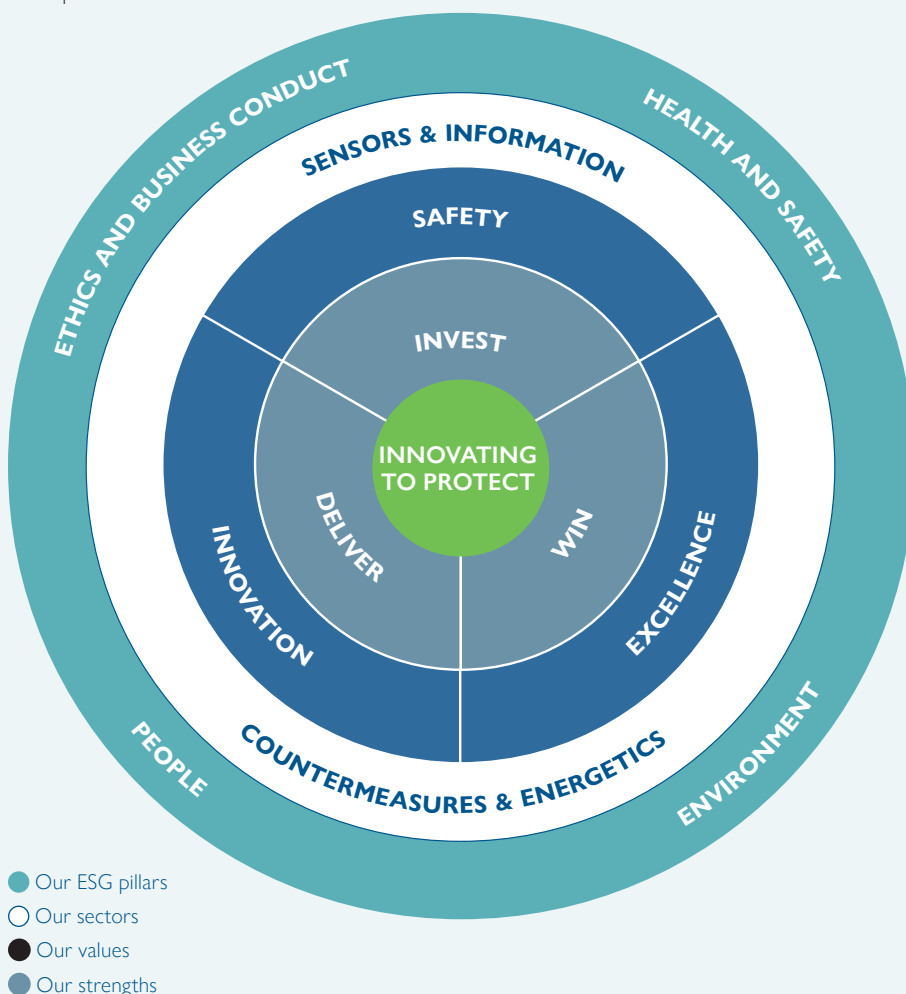 ETHICS AND BUSINESS CONDUCT
HEALTH AND SAFETY
SENSORS & INFORMATION
SAFETY
INVEST
INNOVATING
TO PROTECT
DELIVER
WIN
INNOVATION
EXCELLENCE
COUNTERMEASURES & ENERGETICS
PEOPLE
ENVIRONMENT
Our ESG pillars
Our sectors
Our values
Our strengths